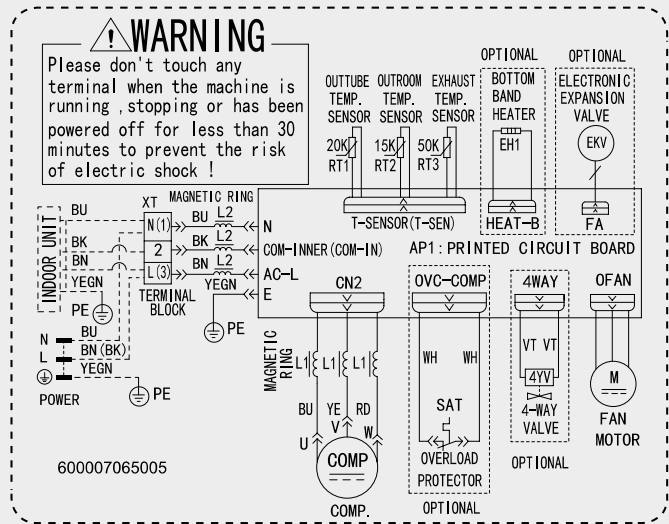 WARNING
Please don't touch any
terminal when the machine is
running ,stopping or has been
powered off for less than 30
minutes to prevent the risk
of electric shock !
OUTTUBE
TEMP.
SENSOR
OUTROOM
TEMP.
SENSOR
EXHAUST
TEMP.
SENSOR
OPTIONAL
BOTTOM
BAND
HEATER
OPTIONAL
ELECTRONIC
EXPANSION
VALVE
20K
RT1
15K
RT2
50K
RT3
EH1
EKV
T-SENSOR(T-SEN)
HEAT-B
FA
AP1:PRINTED CIRCUIT BOARD
INDOOR UNIT
BU
BK
BN
YEGN
PE
XT
N(1)
2
L(3)
TERMINAL
BLOCK
MAGNETIC RING
BU
L2
BK
L2
BN
L2
YEGN
PE
N
COM-INNER(COM-IN)
AC-L
E
N
L
POWER
BU
BN(BK)
YEGN
PE
CN2
OVC-COMP
4WAY
OFAN
MAGNETIC
RING
L1
L1
L1
BU
YE
RD
U
V
W
COMP
COMP.
WH
WH
SAT
OVERLOAD
PROTECTOR
OPTIONAL
VT
VT
4YV
4-WAY
VALVE
OPTIONAL
M
FAN
MOTOR
600007065005